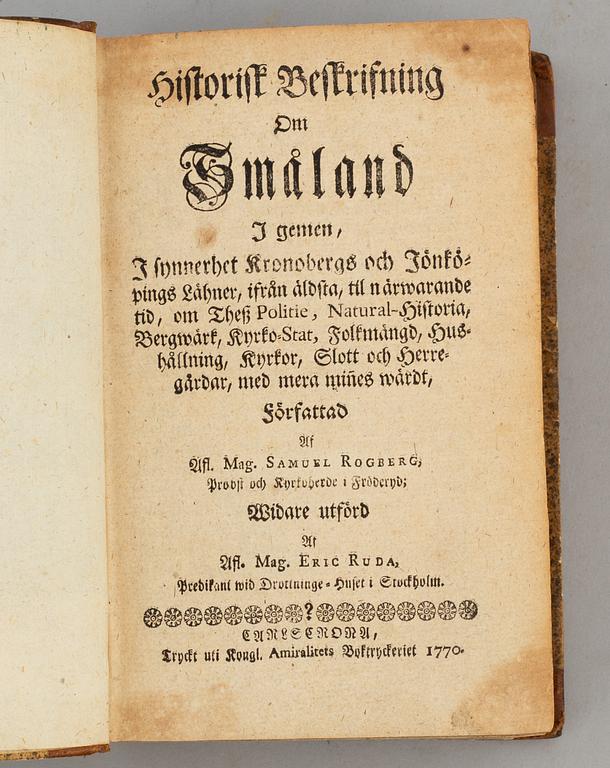 Historisk Beskrifning
Om
Småland
I gemen,
I synnerhet Kronobergs och Jönkö-
pings Lähner, ifrån äldsta, til närwarande
tid, om Theß Politie, Natural-Historia,
Bergwärk, Kyrko-Stat, Folkmängd, Hus-
hållning, Kyrkor, Slott och Herre-
gårdar, med mera miñes wärdt,
Författad
Af
Afl. Mag. SAMUEL ROGBERG,
Probst och Kyrkoherde i Fröderyd;
Widare utförd
Af
Afl. Mag. ERIC RUDA,
Predikant wid Drottninge-Huset i Stockholm.
?
CARLSCRONA,
Tryckt uti Kongl. Amiralitets Boktryckeriet 1770.